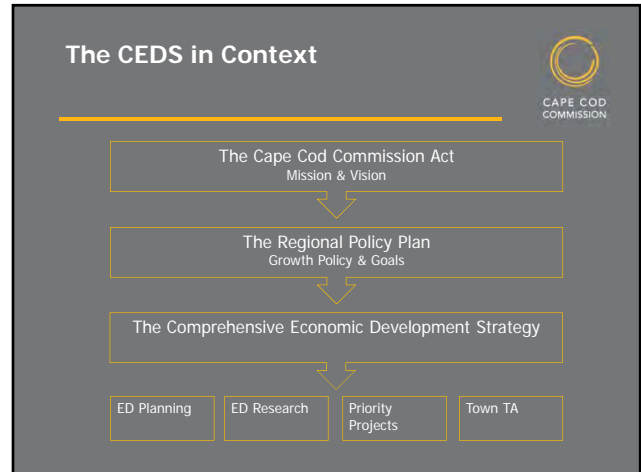 The CEDS in Context
CAPE COD
COMMISSION
The Cape Cod Commission Act
Mission & Vision
The Regional Policy Plan
Growth Policy & Goals
The Comprehensive Economic Development Strategy
ED Planning
ED Research
Priority
Projects
Town TA